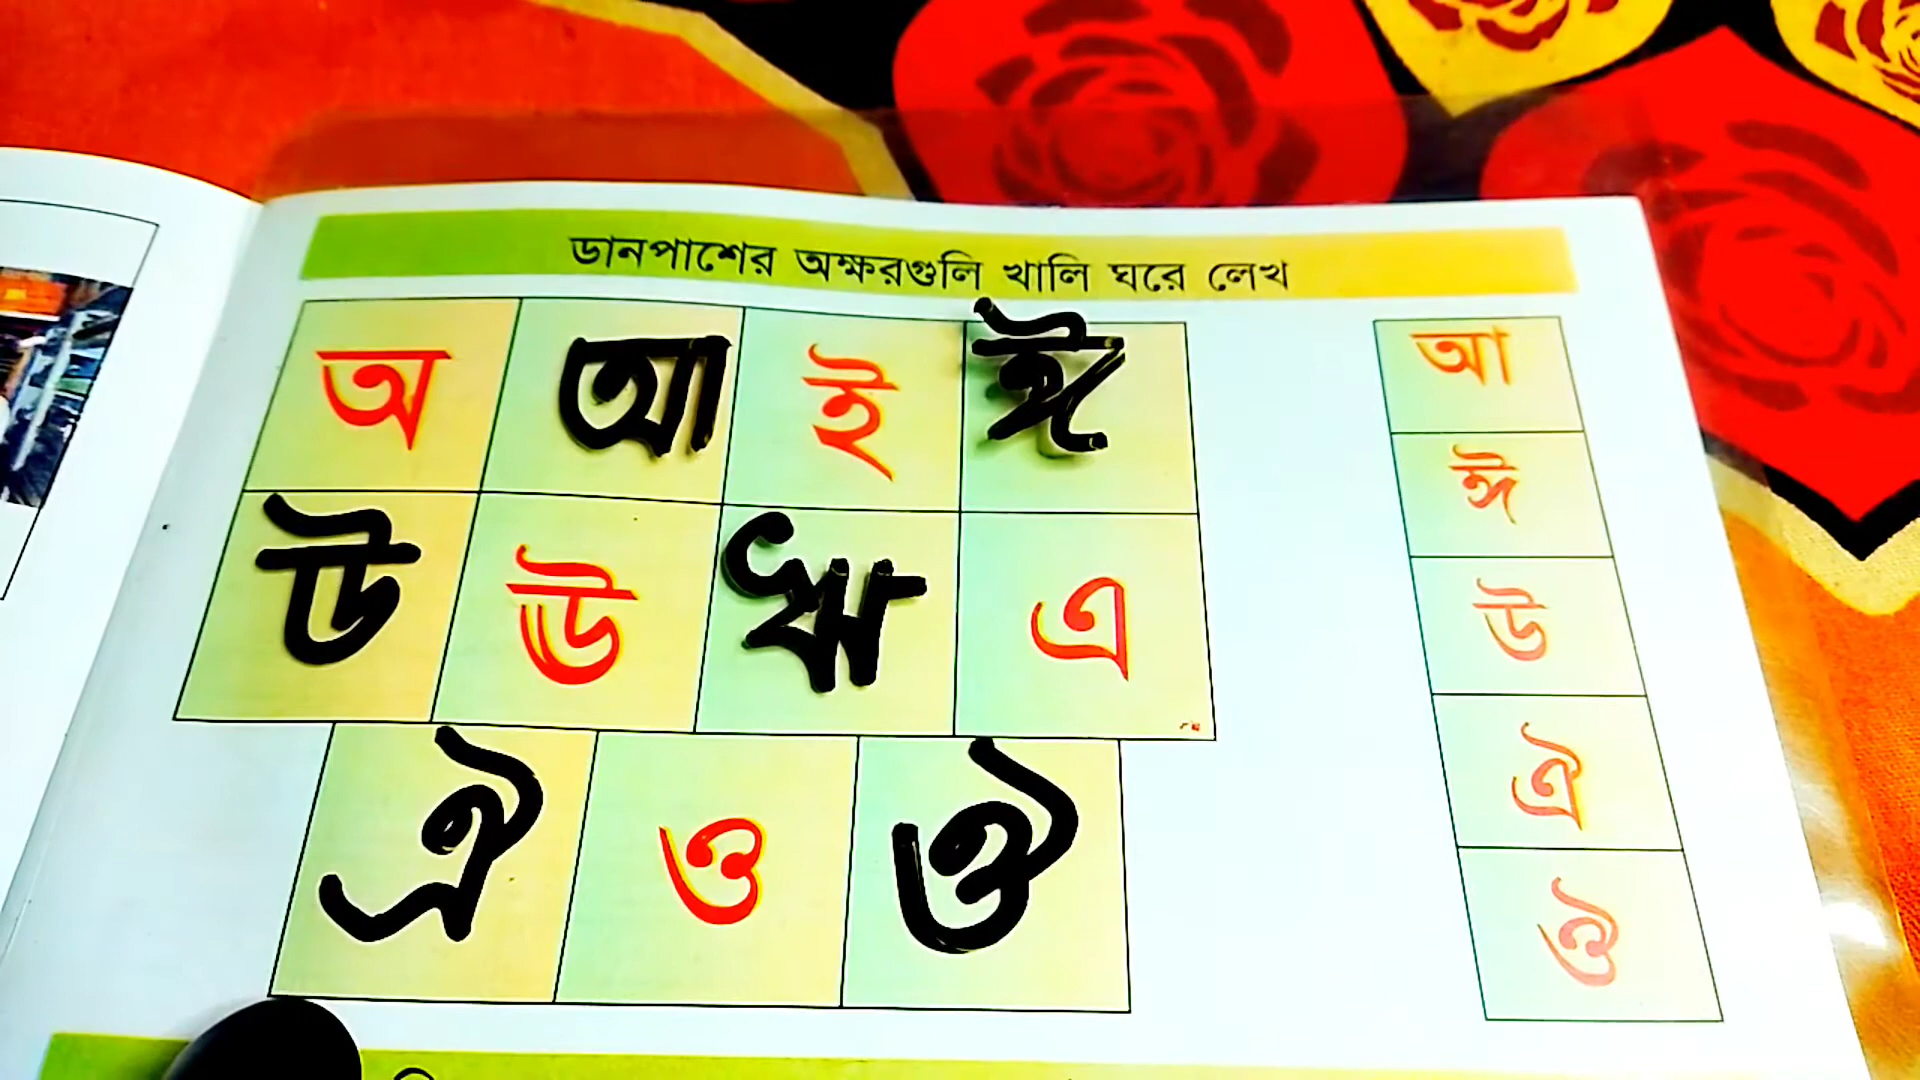 ডানপাশের অক্ষরগুলি খালি ঘরে লেখ
অ আ ই ঈ
উ ঊ ঋ এ
ঐ ও ঔ
আ
ঈ
উ
ঐ
ঔ